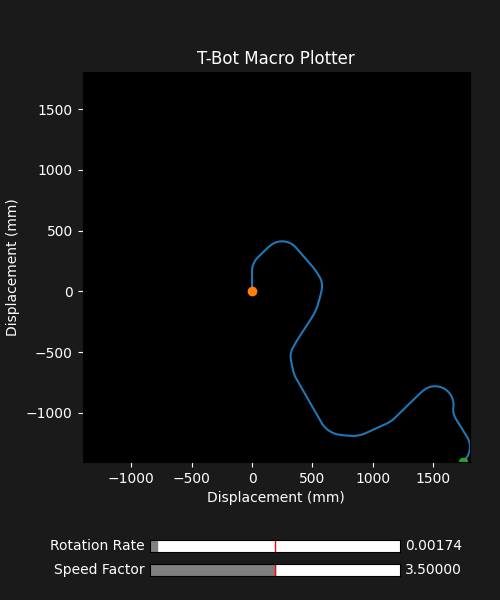 T-Bot Macro Plotter
Displacement (mm)
1500
1000
500
0
−500
−1000
−1000 −500 0 500 1000 1500
Displacement (mm)
Rotation Rate 0.00174
Speed Factor 3.50000